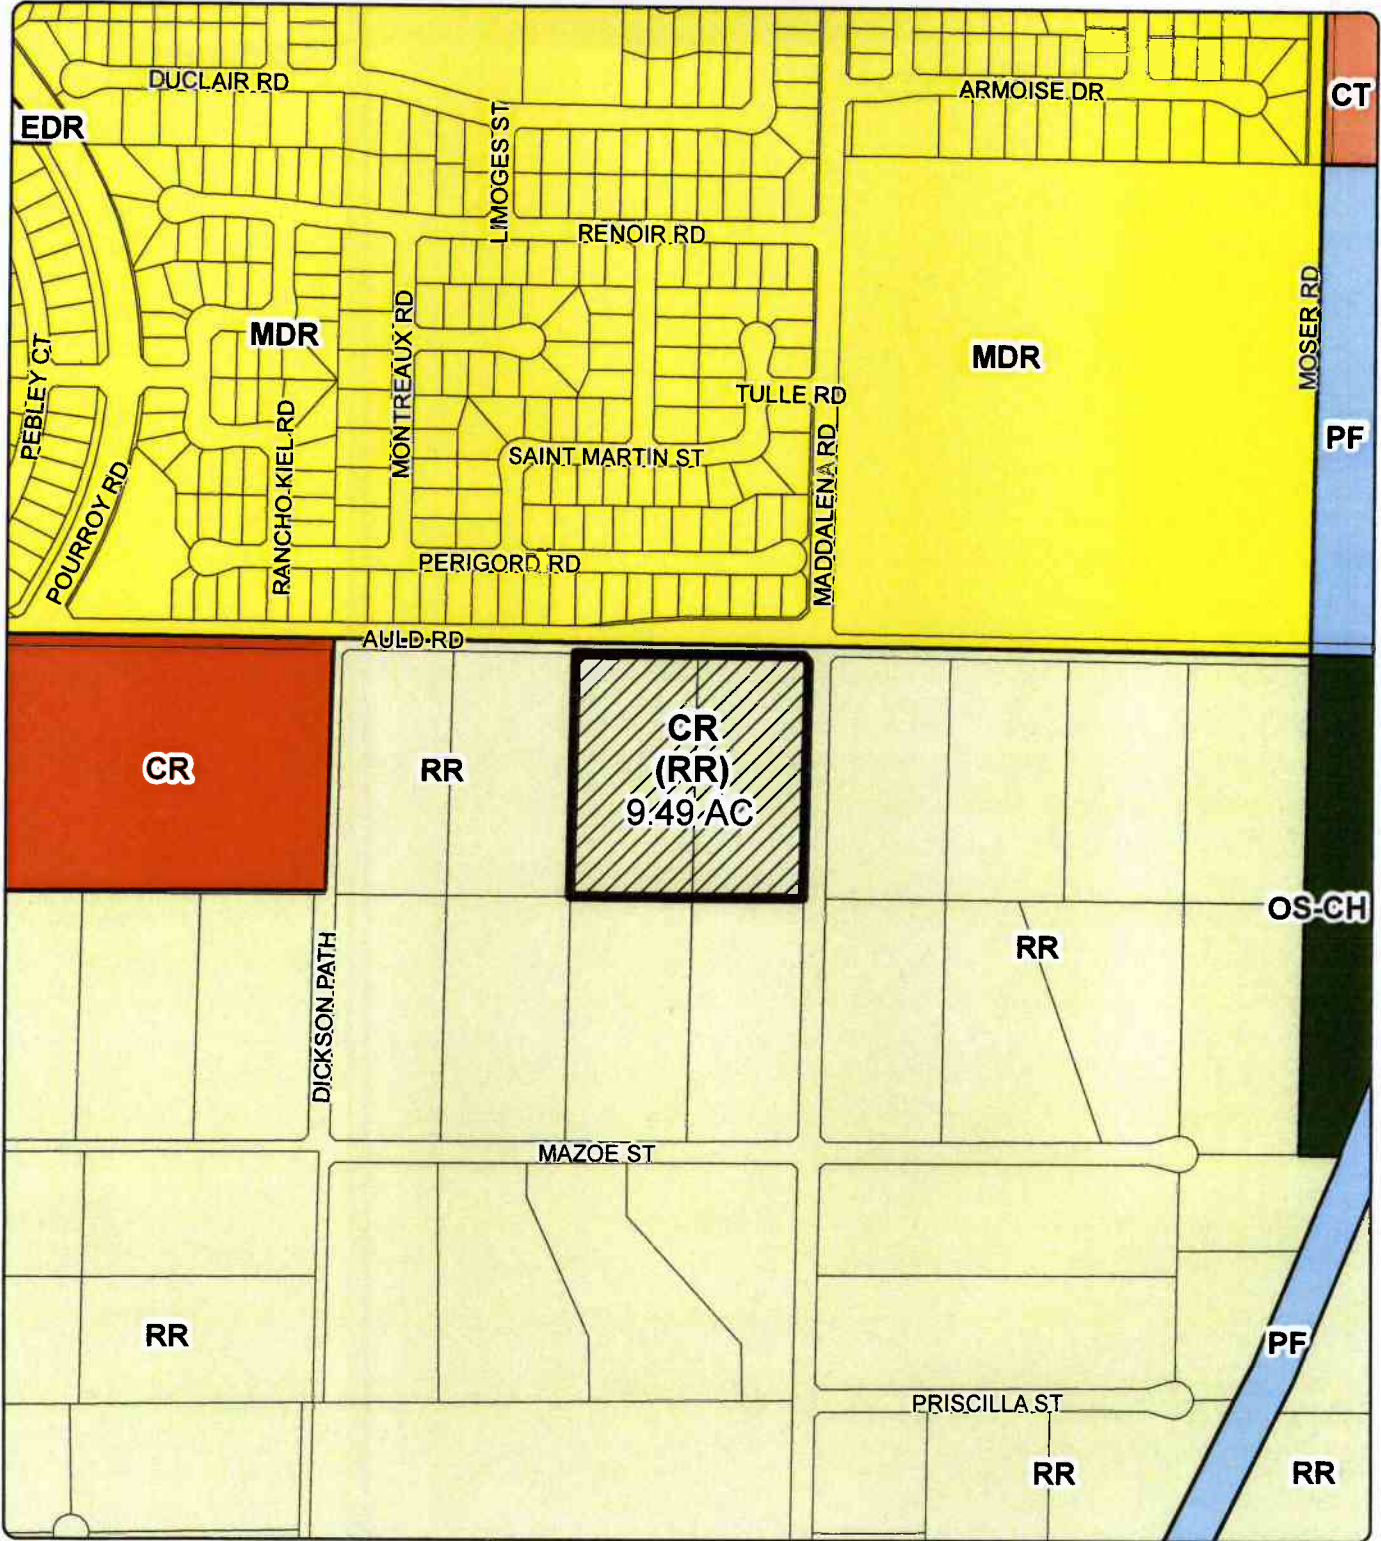 DUCLAIR RD
ARMOISE DR
CT
EDR
LIMOGES ST
RENOIR RD
MOSER RD
MDR
MONTREAUX RD
MDR
PEBLEY CT
TULLE RD
RANCHO KIEL RD
SAINT MARTIN ST
MADDALENA RD
PF
POURROY RD
PERIGORD RD
AULD RD
CR
RR
CR
(RR)
9.49 AC
OS-CH
RR
DICKSON PATH
MAZOE ST
RR
PF
PRISCILLA ST
RR
RR